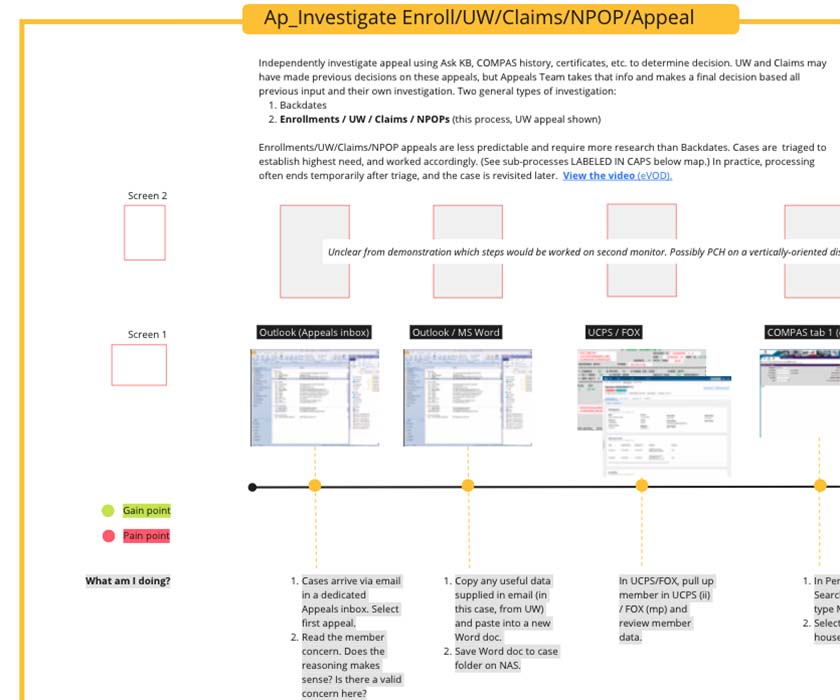 Ap_Investigate Enroll/UW/Claims/NPOP/Appeal
Independently investigate appeal using Ask KB, COMPAS history, certificates, etc. to determine decision. UW and Claims may
have made previous decisions on these appeals, but Appeals Team takes that info and makes a final decision based all
previous input and their own investigation. Two general types of investigation:
1. Backdates
2. Enrollments / UW / Claims / NPOPs (this process, UW appeal shown)
Enrollments/UW/Claims/NPOP appeals are less predictable and require more research than Backdates. Cases are triaged to
establish highest need, and worked accordingly. (See sub-processes LABELED IN CAPS below map.) In practice, processing
often ends temporarily after triage, and the case is revisited later. View the video (eVOD).
Screen 2
Unclear from demonstration which steps would be worked on second monitor. Possibly PCH on a vertically-oriented dis
Screen 1
Outlook (Appeals inbox)
Outlook / MS Word
UCPS / FOX
COMPAS tab 1 (
Gain point
Pain point
What am I doing?
1. Cases arrive via email
in a dedicated
Appeals inbox. Select
first appeal.
2. Read the member
concern. Does the
reasoning makes
sense? Is there a valid
concern here?
1. Copy any useful data
supplied in email (in
this case, from UW)
and paste into a new
Word doc.
2. Save Word doc to case
folder on NAS.
In UCPS/FOX, pull up
member in UCPS (ii)
/ FOX (mp) and
review member
data.
1. In Per
Searc
type
2. Select
house